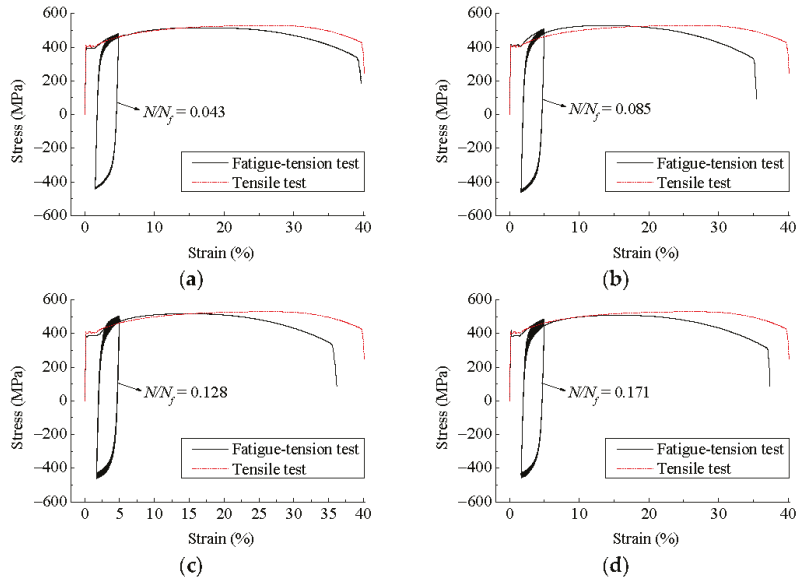 600
400
200
0
−200
−400
−600
Stress (MPa)
N/Nf = 0.043
Fatigue-tension test
Tensile test
0 10 20 30 40
Strain (%)
(a)
600
400
200
0
−200
−400
−600
Stress (MPa)
N/Nf = 0.085
Fatigue-tension test
Tensile test
0 10 20 30 40
Strain (%)
(b)
600
400
200
0
−200
−400
−600
Stress (MPa)
N/Nf = 0.128
Fatigue-tension test
Tensile test
0 5 10 15 20 25 30 35 40
Strain (%)
(c)
600
400
200
0
−200
−400
−600
Stress (MPa)
N/Nf = 0.171
Fatigue-tension test
Tensile test
0 10 20 30 40
Strain (%)
(d)